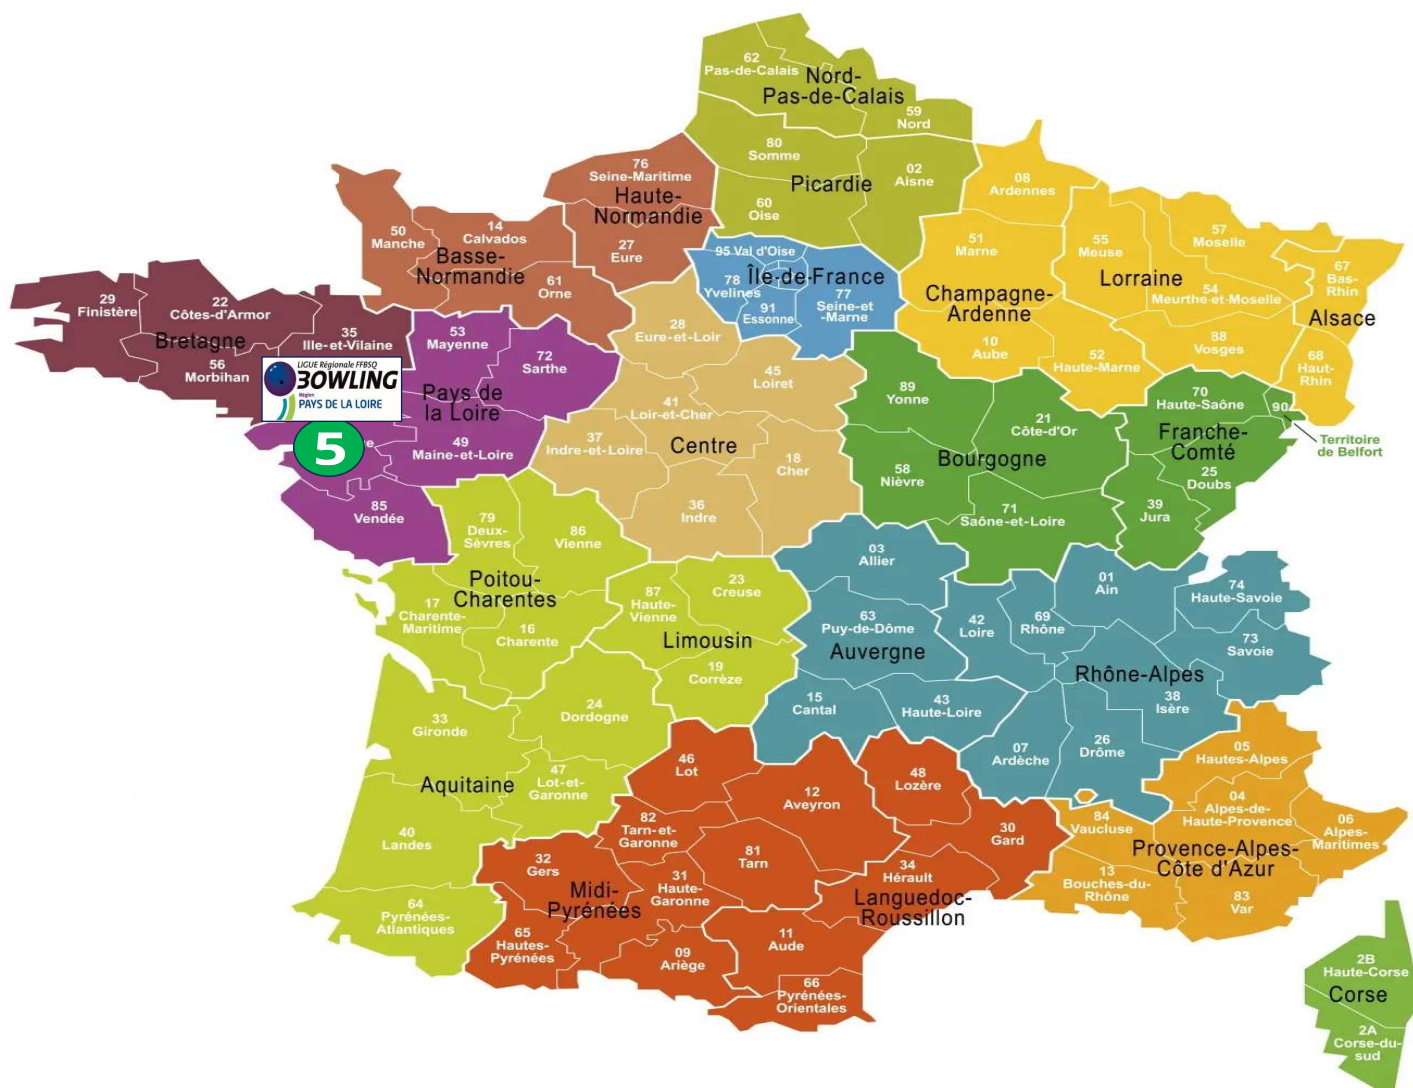 62
Pas-de-Calais
Nord-
Pas-de-Calais
59
Nord
80
Somme
02
Aisne
Picardie
60
Oise
76
Seine-Maritime
Haute-
Normandie
27
Eure
50
Manche
14
Calvados
Basse-
Normandie
61
Orne
95 Val d'Oise
Île-de-France
78
Yvelines
91
Essonne
77
Seine-et
-Marne
08
Ardennes
51
Marne
Champagne-
Ardenne
10
Aube
52
Haute-Marne
55
Meuse
57
Moselle
Lorraine
54
Meurthe et Moselle
88
Vosges
67
Bas-
Rhin
Alsace
68
Haut-
Rhin
29
Finistère
22
Côtes-d'Armor
Bretagne
35
Ille-et-Vilaine
56
Morbihan
LIGUE Régionale FFBSQ
BOWLING
Région
PAYS DE LA LOIRE
5
53
Mayenne
72
Sarthe
Pays de
la Loire
49
Maine-et-Loire
85
Vendée
28
Eure-et-Loir
45
Loiret
41
Loir-et-Cher
37
Indre-et-Loire
Centre
18
Cher
36
Indre
89
Yonne
21
Côte-d'Or
Bourgogne
58
Nièvre
71
Saône-et-Loire
70
Haute-Saône
90
Territoire
de Belfort
Franche-
Comté
25
Doubs
39
Jura
79
Deux-
Sèvres
86
Vienne
Poitou-
Charentes
17
Charente-
Maritime
16
Charente
87
Haute-
Vienne
23
Creuse
Limousin
19
Corrèze
03
Allier
63
Puy-de-Dôme
Auvergne
15
Cantal
43
Haute-Loire
42
Loire
69
Rhône
01
Ain
74
Haute-Savoie
73
Savoie
Rhône-Alpes
38
Isère
07
Ardèche
26
Drôme
33
Gironde
24
Dordogne
47
Lot-et-
Garonne
Aquitaine
40
Landes
64
Pyrénées-
Atlantiques
46
Lot
12
Aveyron
82
Tarn-et-
Garonne
81
Tarn
32
Gers
31
Haute-
Garonne
Midi-
Pyrénées
65
Hautes-
Pyrénées
09
Ariège
48
Lozère
30
Gard
34
Hérault
Languedoc-
Roussillon
11
Aude
66
Pyrénées-
Orientales
05
Hautes-Alpes
04
Alpes-de-
Haute-Provence
06
Alpes-
Maritimes
84
Vaucluse
Provence-Alpes-
Côte d'Azur
13
Bouches-du-
Rhône
83
Var
2B
Haute-Corse
Corse
2A
Corse-du-
sud